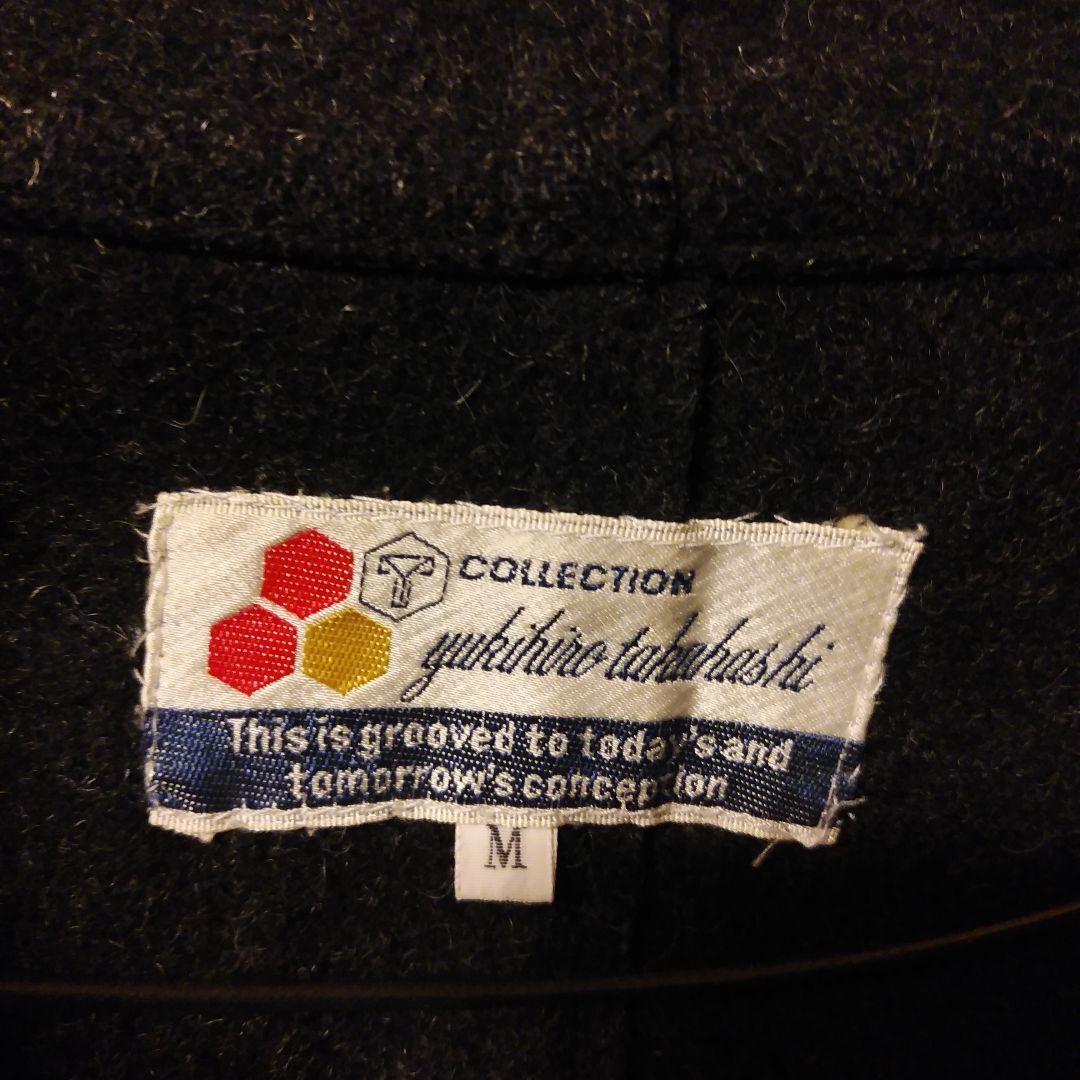 COLLECTION
yukihiro takahashi
This is grooved to today's and
tomorrow's conception
M